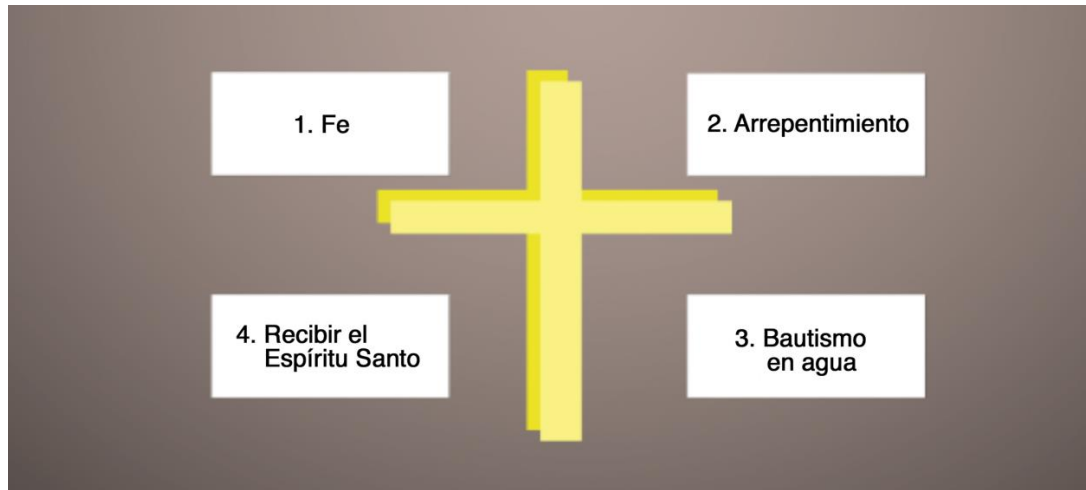 1. Fe
2. Arrepentimiento
3. Bautismo
en agua
4. Recibir el
Espíritu Santo